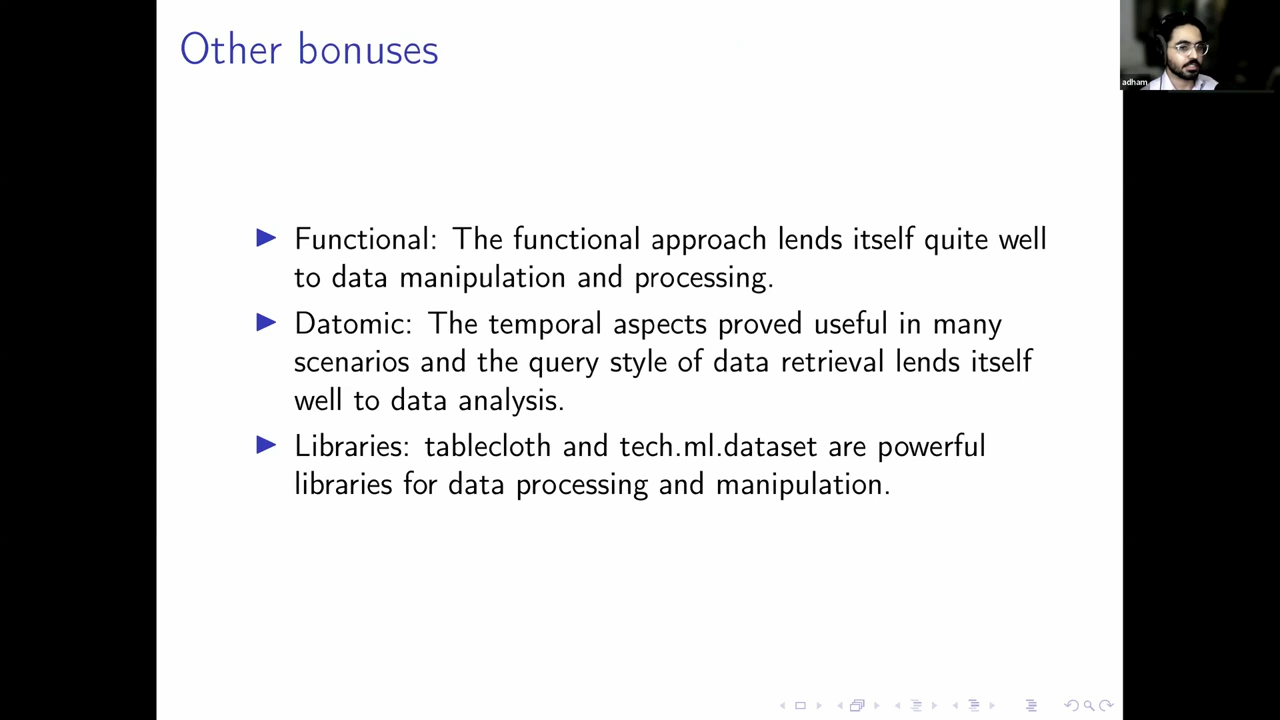 Other bonuses
adham
Functional: The functional approach lends itself quite well
to data manipulation and processing.
Datomic: The temporal aspects proved useful in many
scenarios and the query style of data retrieval lends itself
well to data analysis.
Libraries: tablecloth and tech.ml.dataset are powerful
libraries for data processing and manipulation.